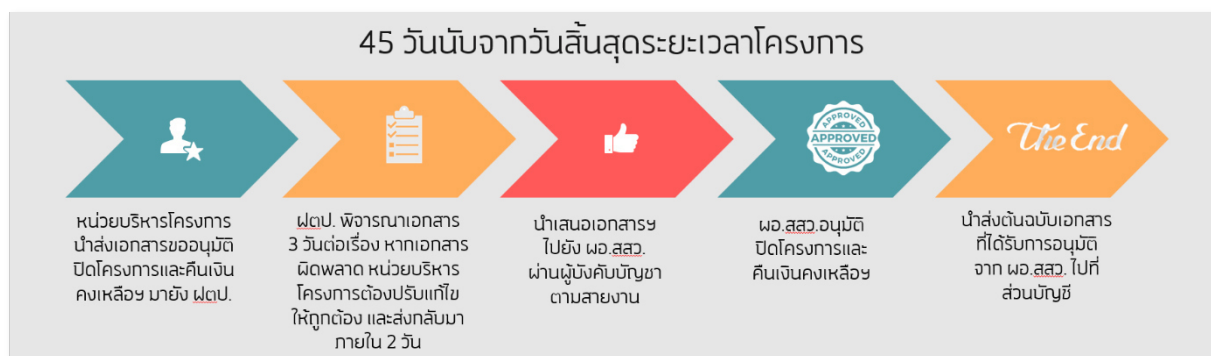 45 วันนับจากวันสิ้นสุดระยะเวลาโครงการ
หน่วยบริหารโครงการ
นำส่งเอกสารขออนุมัติ
ปิดโครงการและคืนเงิน
คงเหลือฯ มายัง ฝตป.
ฝตป. พิจารณาเอกสาร
3 วันต่อเรื่อง หากเอกสาร
ผิดพลาด หน่วยบริหาร
โครงการต้องปรับแก้ไข
ให้ถูกต้อง และส่งกลับมา
ภายใน 2 วัน
นำเสนอเอกสารฯ
ไปยัง ผอ.สสว.
ผ่านผู้บังคับบัญชา
ตามสายงาน
APPROVED
APPROVED
APPROVED
ผอ.สสว.อนุมัติ
ปิดโครงการและ
คืนเงินคงเหลือฯ
The End
นำส่งต้นฉบับเอกสาร
ที่ได้รับการอนุมัติ
จาก ผอ.สสว. ไปที่
ส่วนบัญชี